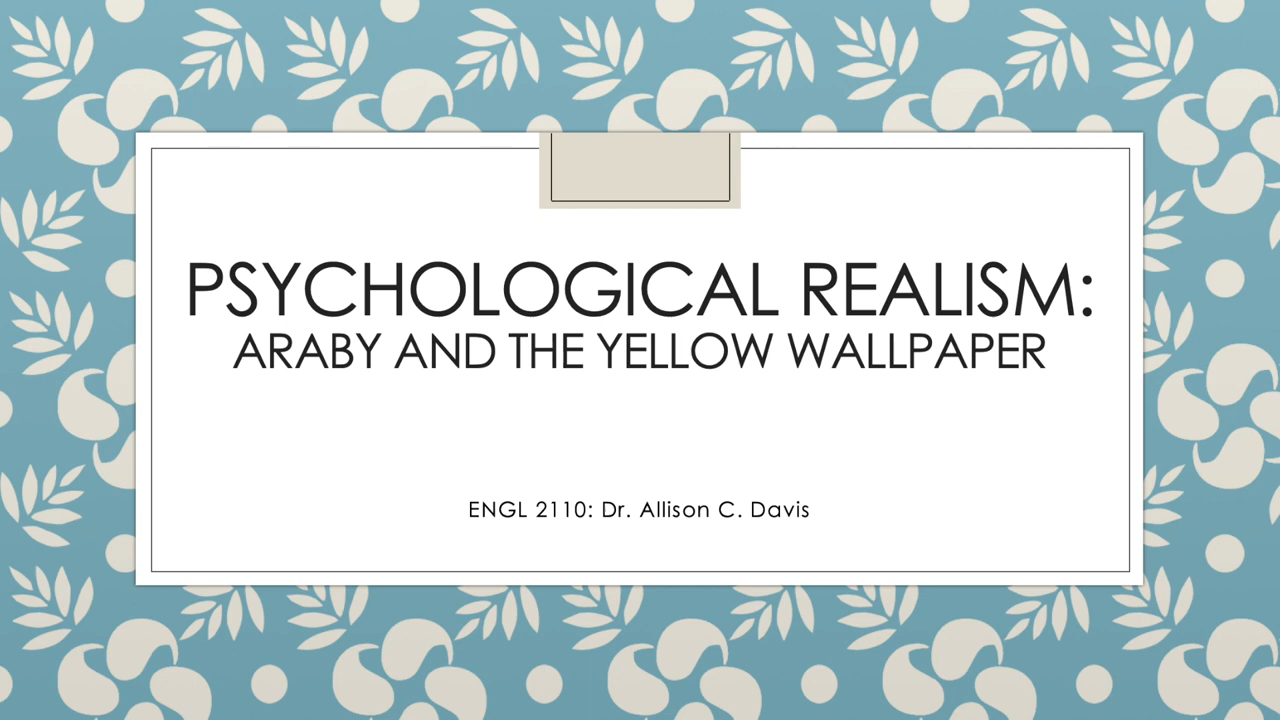 PSYCHOLOGICAL REALISM:
ARABY AND THE YELLOW WALLPAPER
ENGL 2110: Dr. Allison C. Davis